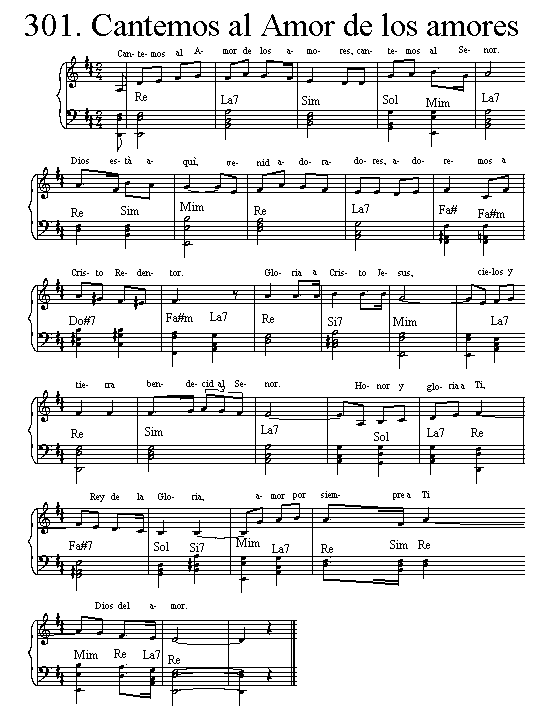 301. Cantemos al Amor de los amores
Can- te- mos al A- mor de los a- mo- res, can- te- mos al Se- nor.
Re La7 Sim Sol Mim La7
Dios es- tà a- qui, ve- nid a- do- ra- do- res, a- do- re- mos a
Re Sim Mim Re La7 Fa# Fa#m
Cris- to Re- den- tor. Glo- ria a Cris- to Je- sus, cie- los y
Do#7 Fa#m La7 Re Si7 Mim La7
tie- rra ben- de- cid al Se- nor. Ho- nor y glo- ria a Ti,
Re Sim La7 Sol La7 Re
Rey de la Glo- ria, a- mor por siem- pre a Ti
Fa#7 Sol Si7 Mim La7 Re Sim Re
Dios del a- mor.
Mim Re La7 Re